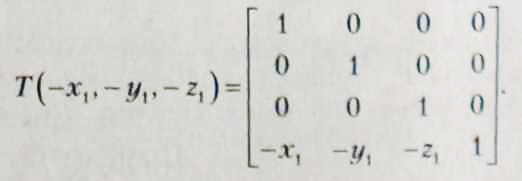 1 0 0 0
T(−x₁, −y₁, −z₁) = 0 1 0 0
0 0 1 0
−x₁ −y₁ −z₁ 1 .